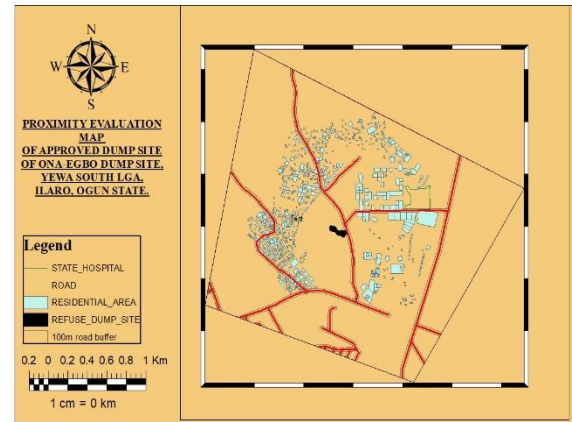 N
W E
S
PROXIMITY EVALUATION
MAP
OF APPROVED DUMP SITE
OF ONA-EGBO DUMP SITE,
YEWA SOUTH LGA,
ILARO, OGUN STATE.
Legend
STATE_HOSPITAL
ROAD
RESIDENTIAL_AREA
REFUSE_DUMP_SITE
100m road buffer
0.2 0 0.2 0.4 0.6 0.8 1 Km
1 cm = 0 km
Text